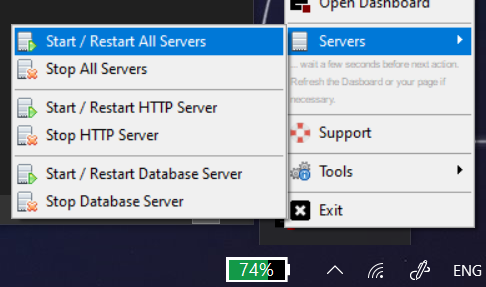 Open Dashboard
Start / Restart All Servers
Stop All Servers
Start / Restart HTTP Server
Stop HTTP Server
Start / Restart Database Server
Stop Database Server
Servers
... wait a few seconds before next action.
Refresh the Dasboard or your page if
necessary.
Support
Tools
Exit
74%
ENG